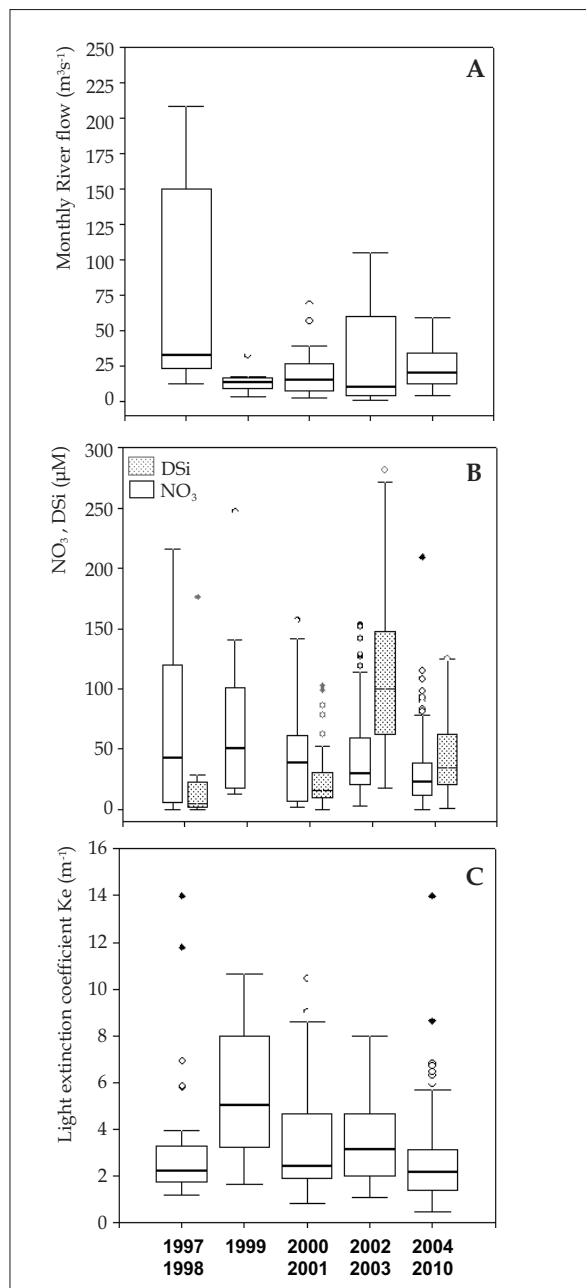 A
Monthly River flow (m³s⁻¹)
250
225
200
175
150
125
100
75
50
25
0
B
DSi
NO₃
NO₃ , DSi (µM)
300
250
200
150
100
50
0
C
Light extinction coefficient Ke (m⁻¹)
16
14
12
10
8
6
4
2
0
1997 1999 2000 2002 2004
1998 2001 2003 2010